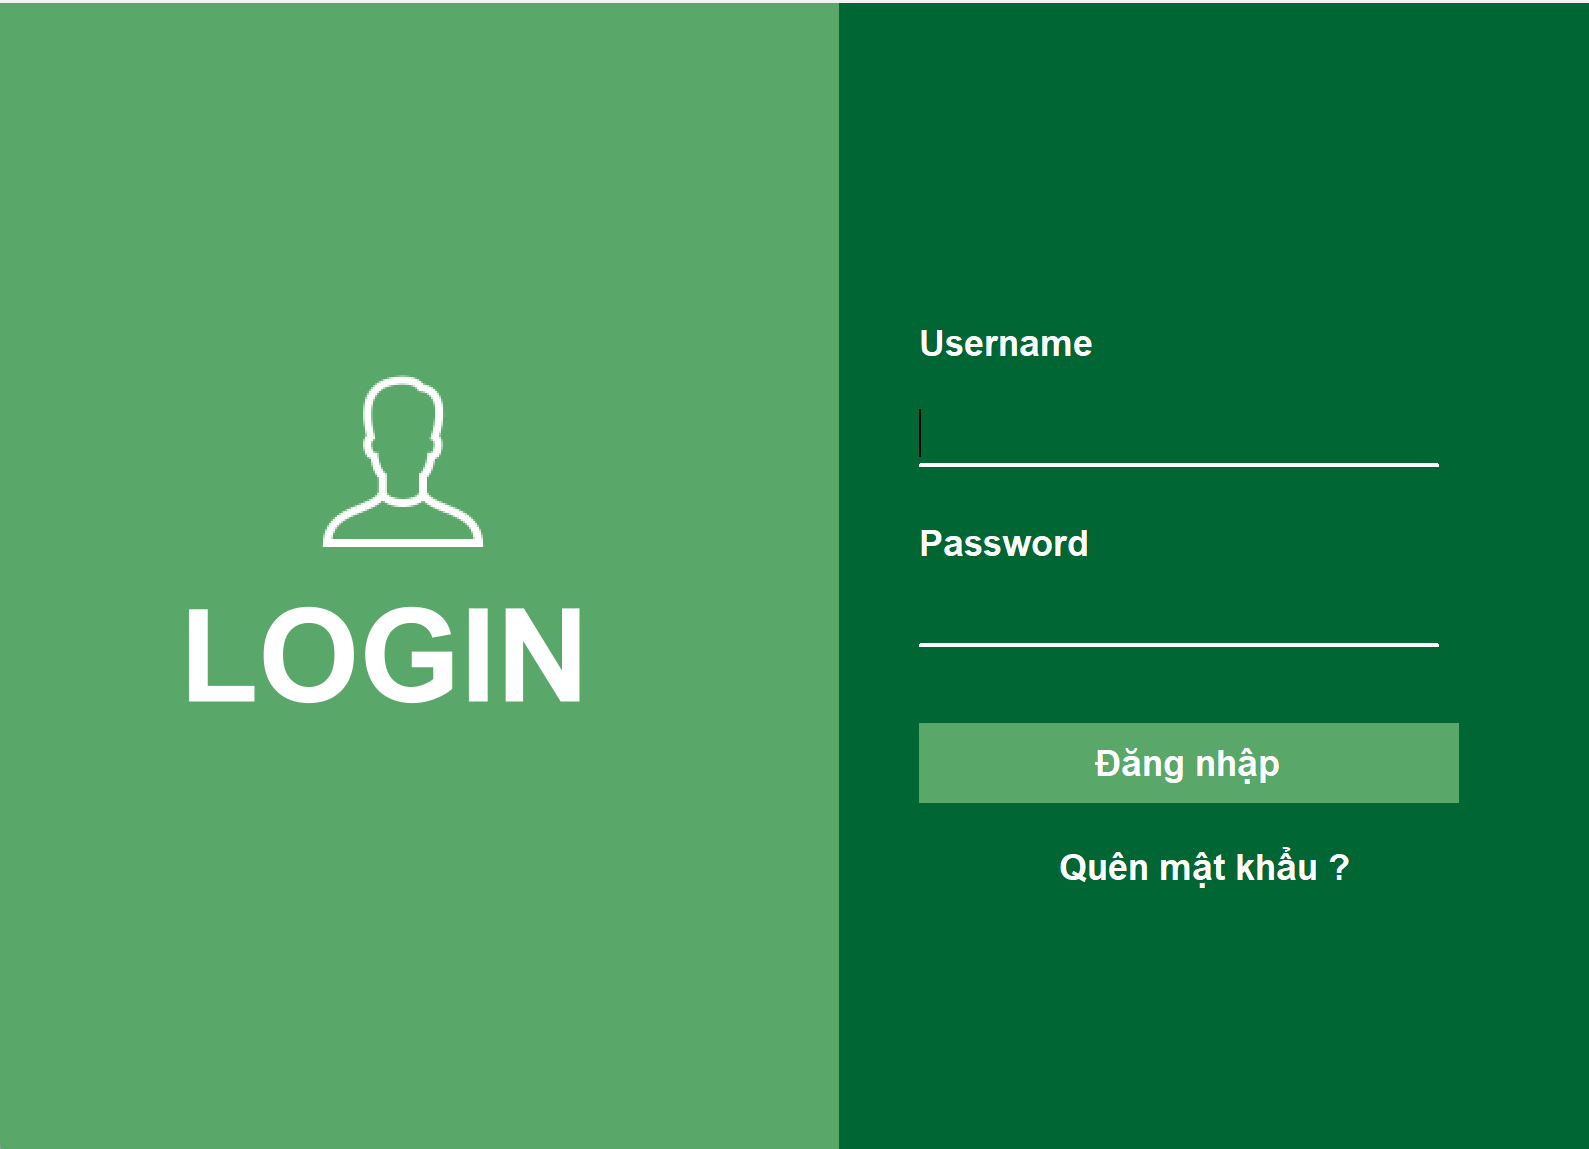 LOGIN
Username
Password
Đăng nhập
Quên mật khẩu ?